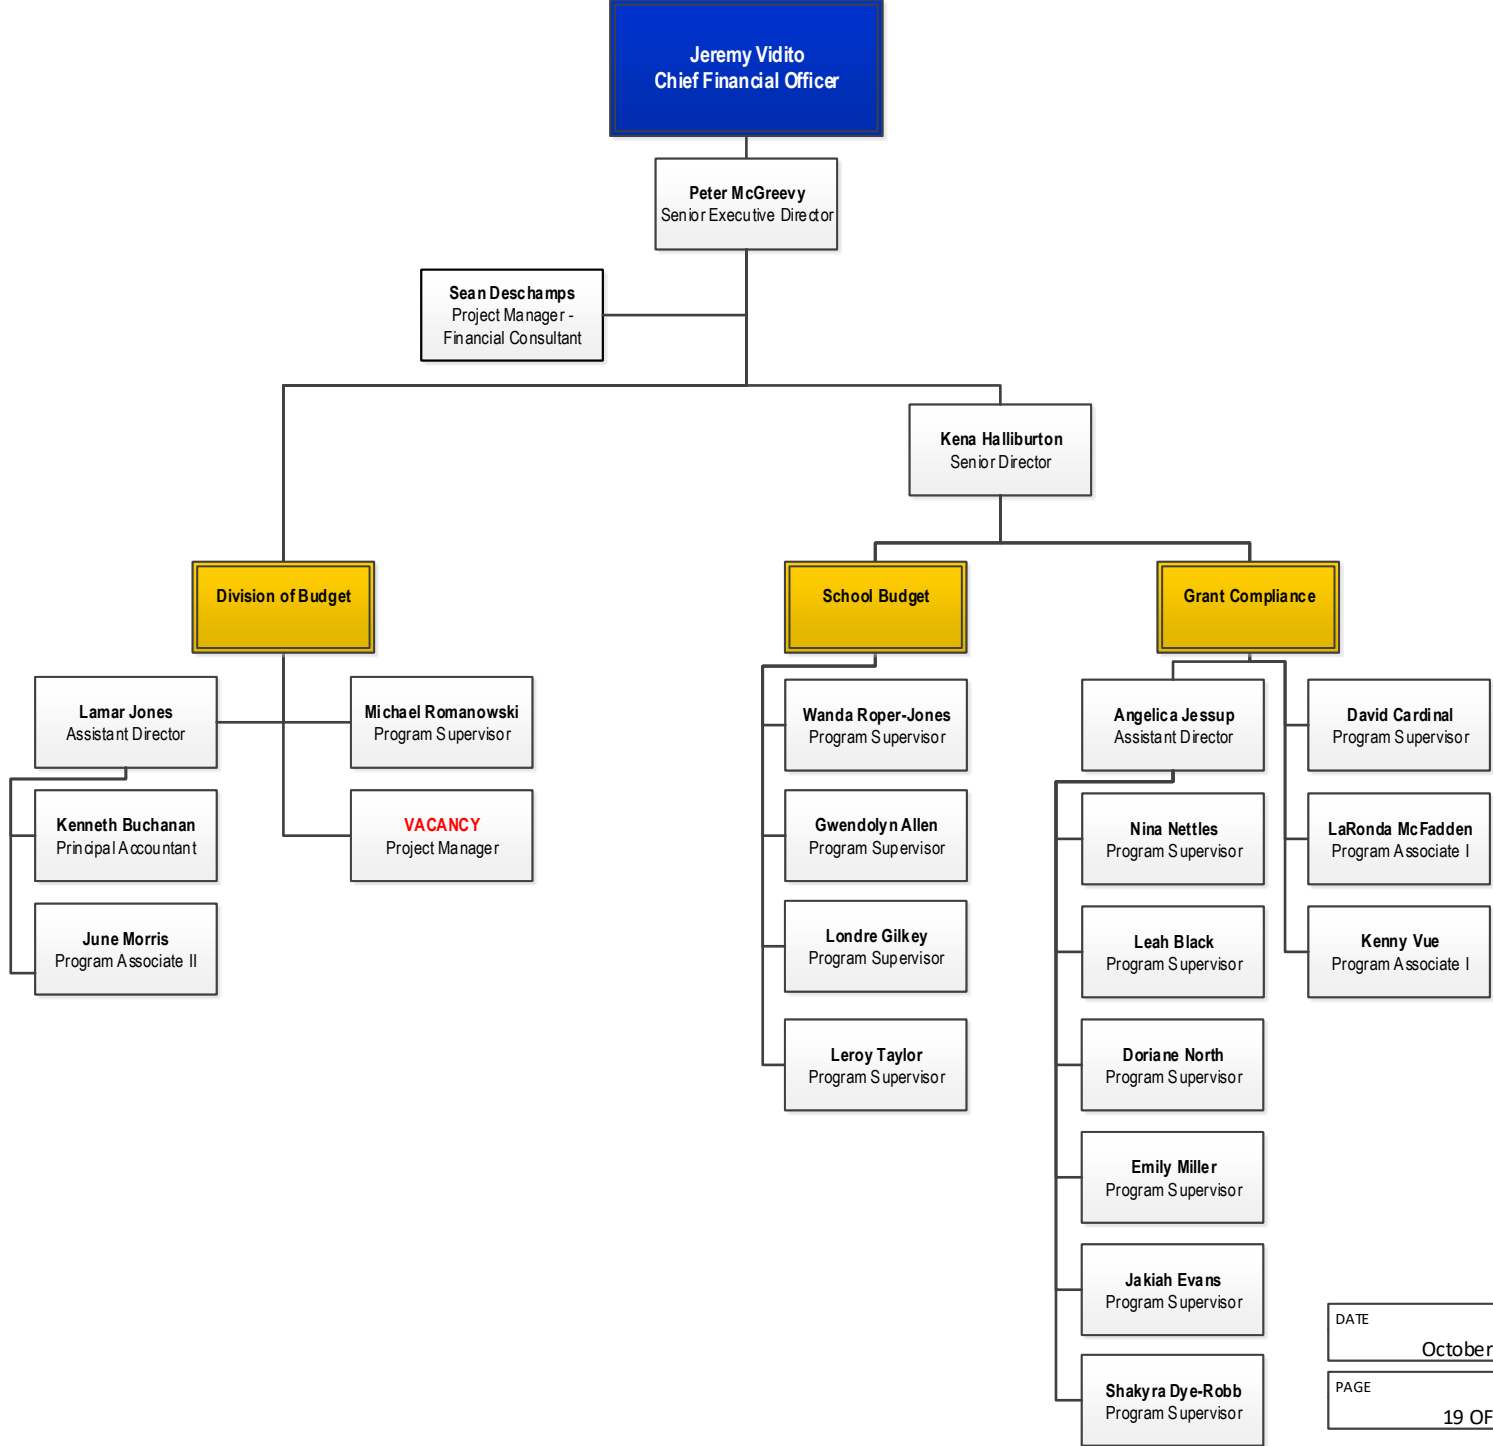 Jeremy Vidito
Chief Financial Officer
Peter McGreevy
Senior Executive Director
Sean Deschamps
Project Manager -
Financial Consultant
Kena Halliburton
Senior Director
Division of Budget
School Budget
Grant Compliance
Lamar Jones
Assistant Director
Michael Romanowski
Program Supervisor
Kenneth Buchanan
Principal Accountant
VACANCY
Project Manager
June Morris
Program Associate II
Wanda Roper-Jones
Program Supervisor
Gwendolyn Allen
Program Supervisor
Londre Gilkey
Program Supervisor
Leroy Taylor
Program Supervisor
Angelica Jessup
Assistant Director
David Cardinal
Program Supervisor
Nina Nettles
Program Supervisor
LaRonda McFadden
Program Associate I
Leah Black
Program Supervisor
Kenny Vue
Program Associate I
Doriane North
Program Supervisor
Emily Miller
Program Supervisor
Jakiah Evans
Program Supervisor
Shakyra Dye-Robb
Program Supervisor
DATE
October
PAGE
19 OF